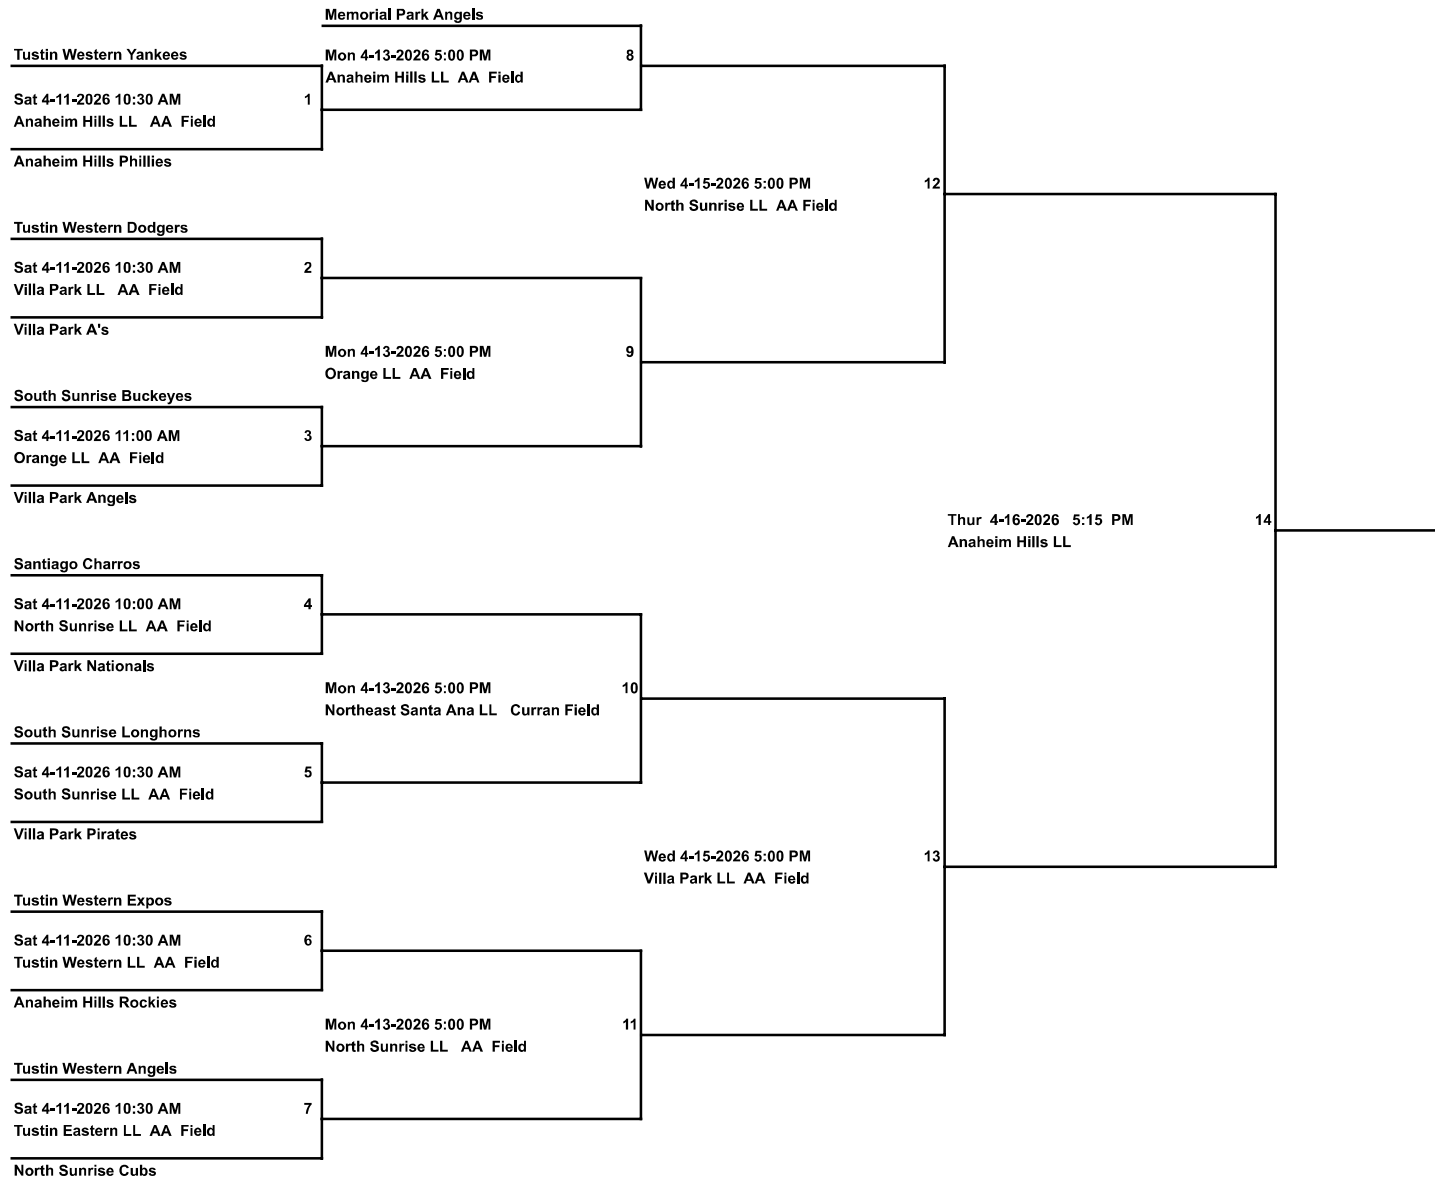 Memorial Park Angels
Tustin Western Yankees
Mon 4-13-2026 5:00 PM 8
Anaheim Hills LL AA Field
Sat 4-11-2026 10:30 AM 1
Anaheim Hills LL AA Field
Anaheim Hills Phillies
Wed 4-15-2026 5:00 PM 12
North Sunrise LL AA Field
Tustin Western Dodgers
Sat 4-11-2026 10:30 AM 2
Villa Park LL AA Field
Villa Park A's
Mon 4-13-2026 5:00 PM 9
Orange LL AA Field
South Sunrise Buckeyes
Sat 4-11-2026 11:00 AM 3
Orange LL AA Field
Villa Park Angels
Thur 4-16-2026 5:15 PM 14
Anaheim Hills LL
Santiago Charros
Sat 4-11-2026 10:00 AM 4
North Sunrise LL AA Field
Villa Park Nationals
Mon 4-13-2026 5:00 PM 10
Northeast Santa Ana LL Curran Field
South Sunrise Longhorns
Sat 4-11-2026 10:30 AM 5
South Sunrise LL AA Field
Villa Park Pirates
Wed 4-15-2026 5:00 PM 13
Villa Park LL AA Field
Tustin Western Expos
Sat 4-11-2026 10:30 AM 6
Tustin Western LL AA Field
Anaheim Hills Rockies
Mon 4-13-2026 5:00 PM 11
North Sunrise LL AA Field
Tustin Western Angels
Sat 4-11-2026 10:30 AM 7
Tustin Eastern LL AA Field
North Sunrise Cubs